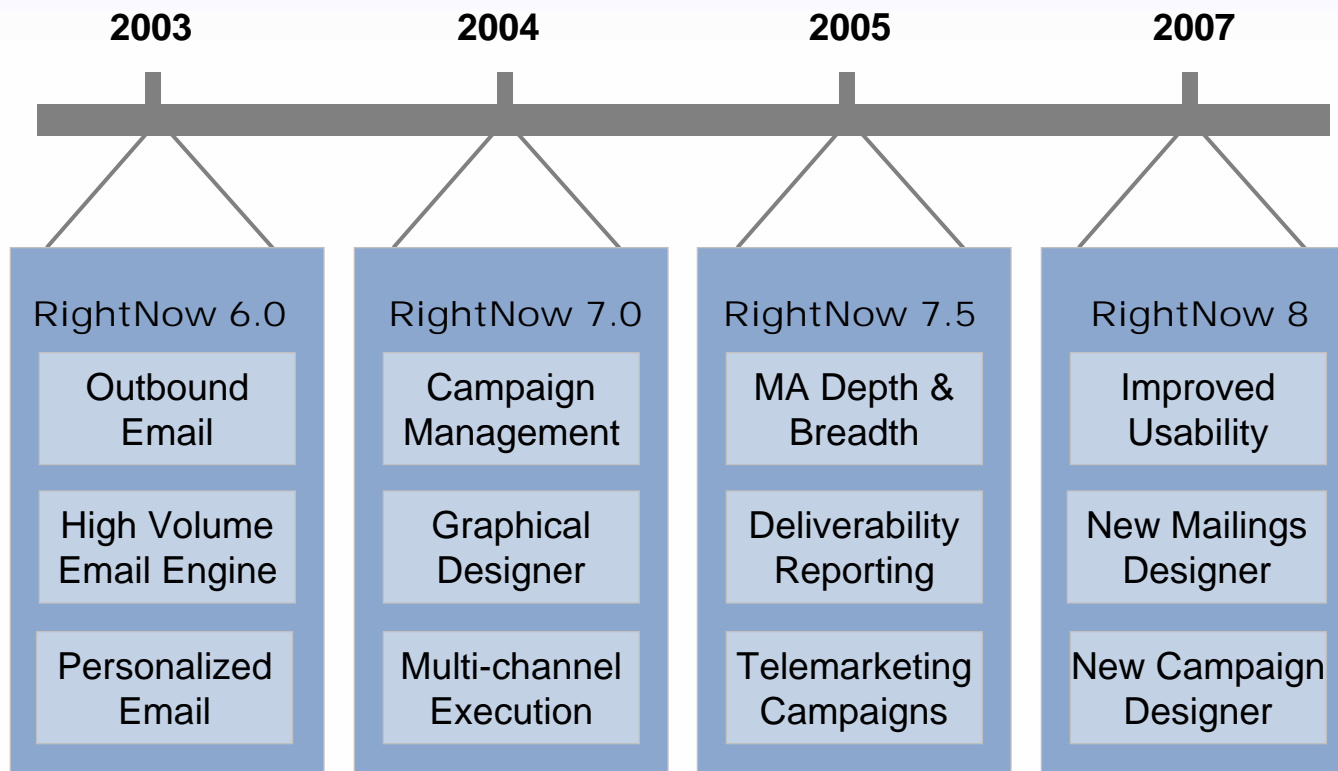 2003
2004
2005
2007
RightNow 6.0
Outbound
Email
High Volume
Email Engine
Personalized
Email
RightNow 7.0
Campaign
Management
Graphical
Designer
Multi-channel
Execution
RightNow 7.5
MA Depth &
Breadth
Deliverability
Reporting
Telemarketing
Campaigns
RightNow 8
Improved
Usability
New Mailings
Designer
New Campaign
Designer